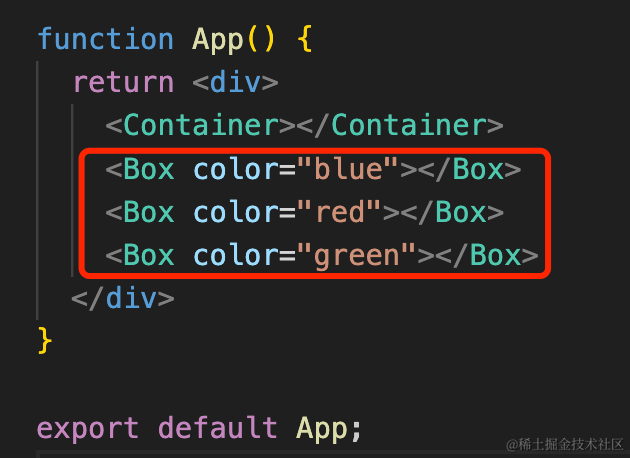 function App() {
  return <div>
    <Container></Container>
    <Box color="blue"></Box>
    <Box color="red"></Box>
    <Box color="green"></Box>
  </div>
}
export default App;
@稀土掘金技术社区